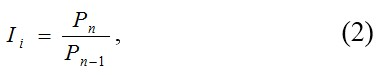 I_i = P_n / P_{n-1} , (2)